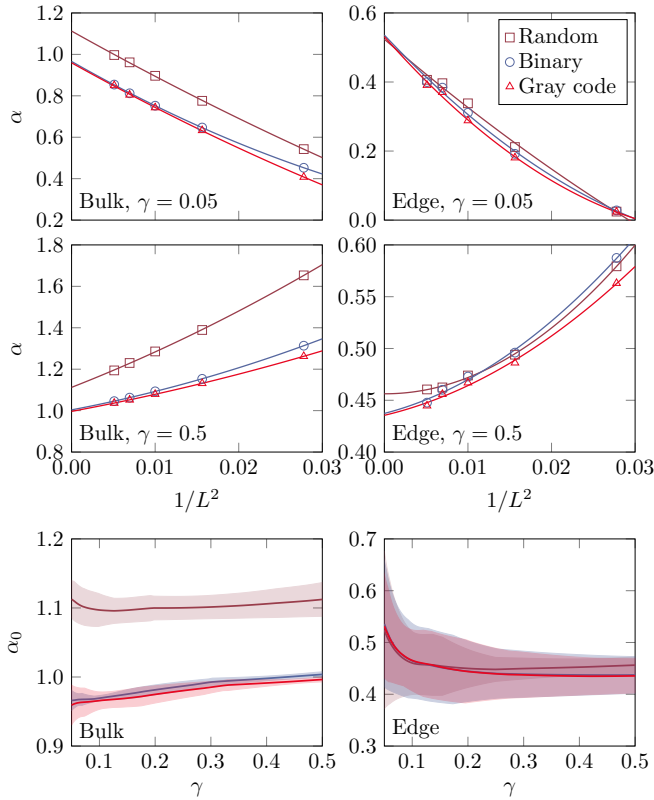 1.2
1.0
0.8
0.6
0.4
0.2
α
Bulk, γ = 0.05
0.6
0.4
0.2
0.0
Edge, γ = 0.05
Random
Binary
Gray code
1.8
1.6
1.4
1.2
1.0
0.8
α
Bulk, γ = 0.5
0.00 0.01 0.02 0.03
1/L²
0.60
0.55
0.50
0.45
0.40
Edge, γ = 0.5
0.00 0.01 0.02 0.03
1/L²
1.2
1.1
1.0
0.9
α₀
Bulk
0.1 0.2 0.3 0.4 0.5
γ
0.7
0.6
0.5
0.4
0.3
Edge
0.1 0.2 0.3 0.4 0.5
γ